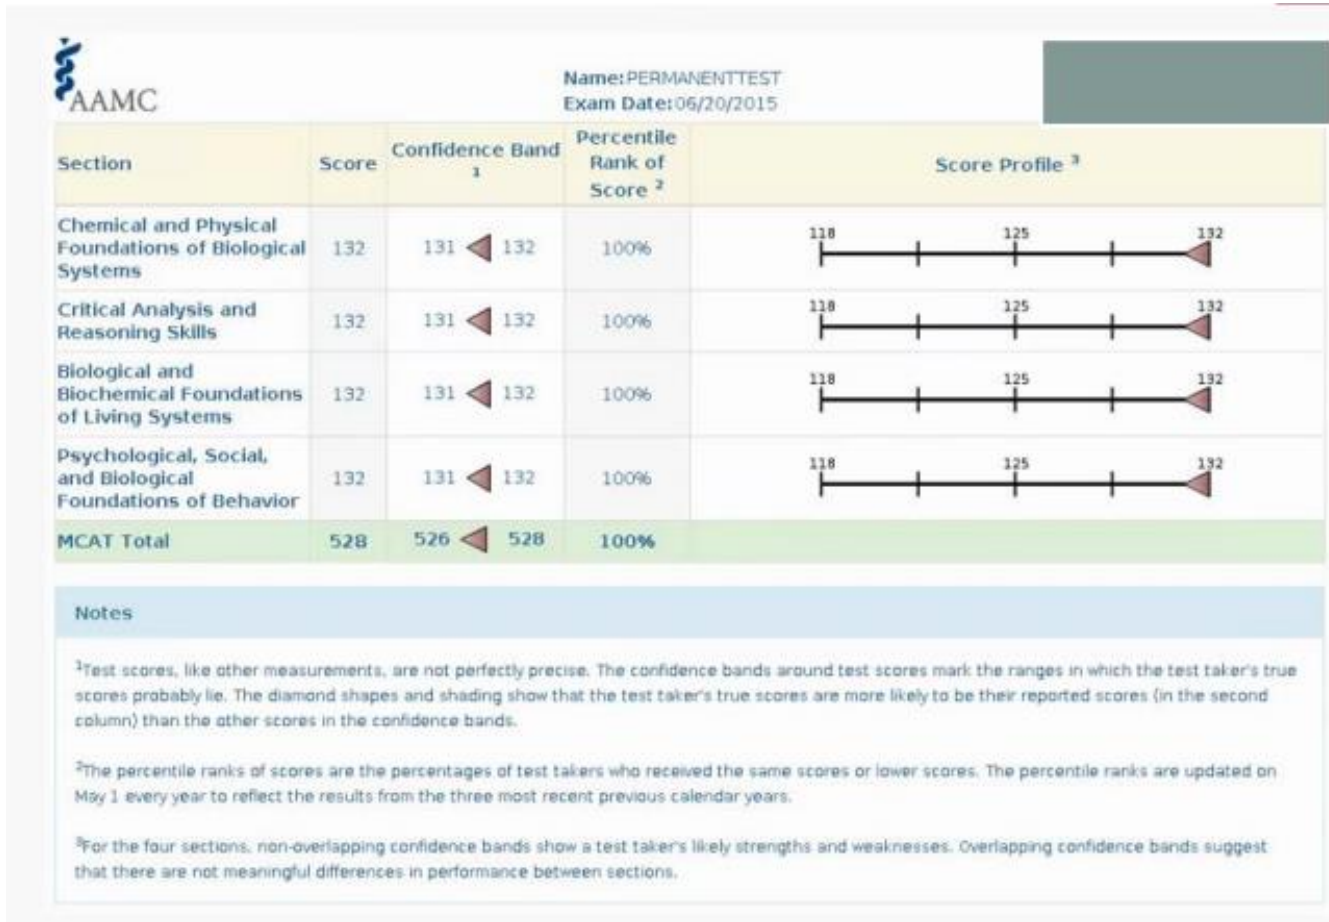 AAMC
Name:PERMANENTTEST
Exam Date:06/20/2015
Section
Score
Confidence Band
1
Percentile
Rank of
Score 2
Score Profile 3
Chemical and Physical
Foundations of Biological
Systems
132
131 132
100%
118 125 132
Critical Analysis and
Reasoning Skills
132
131 132
100%
118 125 132
Biological and
Biochemical Foundations
of Living Systems
132
131 132
100%
118 125 132
Psychological, Social,
and Biological
Foundations of Behavior
132
131 132
100%
118 125 132
MCAT Total
528
526 528
100%
Notes
1Test scores, like other measurements, are not perfectly precise. The confidence bands around test scores mark the ranges in which the test taker's true
scores probably lie. The diamond shapes and shading show that the test taker's true scores are more likely to be their reported scores (in the second
column) than the other scores in the confidence bands.
2The percentile ranks of scores are the percentages of test takers who received the same scores or lower scores. The percentile ranks are updated on
May 1 every year to reflect the results from the three most recent previous calendar years.
3For the four sections, non-overlapping confidence bands show a test taker's likely strengths and weaknesses. Overlapping confidence bands suggest
that there are not meaningful differences in performance between sections.